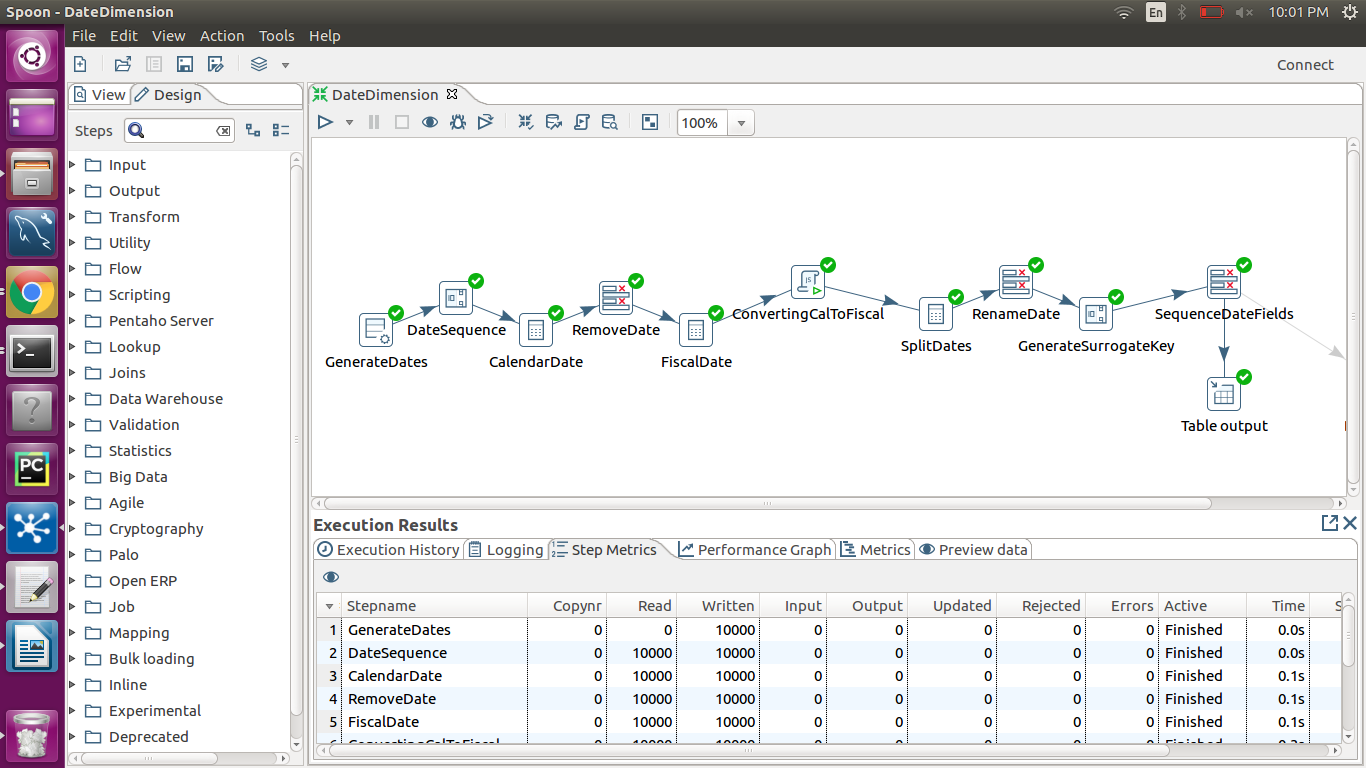 Spoon - DateDimension
En
10:01 PM
File Edit View Action Tools Help
Connect
View Design
Steps
Input
Output
Transform
Utility
Flow
Scripting
Pentaho Server
Lookup
Joins
Data Warehouse
Validation
Statistics
Big Data
Agile
Cryptography
Palo
Open ERP
Job
Mapping
Bulk loading
Inline
Experimental
Deprecated
DateDimension
100%
GenerateDates
DateSequence
CalendarDate
RemoveDate
FiscalDate
ConvertingCalToFiscal
SplitDates
RenameDate
GenerateSurrogateKey
SequenceDateFields
Table output
Execution Results
Execution History Logging Step Metrics Performance Graph Metrics Preview data
Stepname Copynr Read Written Input Output Updated Rejected Errors Active Time
1 GenerateDates 0 0 10000 0 0 0 0 0 Finished 0.0s
2 DateSequence 0 10000 10000 0 0 0 0 0 Finished 0.0s
3 CalendarDate 0 10000 10000 0 0 0 0 0 Finished 0.1s
4 RemoveDate 0 10000 10000 0 0 0 0 0 Finished 0.1s
5 FiscalDate 0 10000 10000 0 0 0 0 0 Finished 0.1s
PC